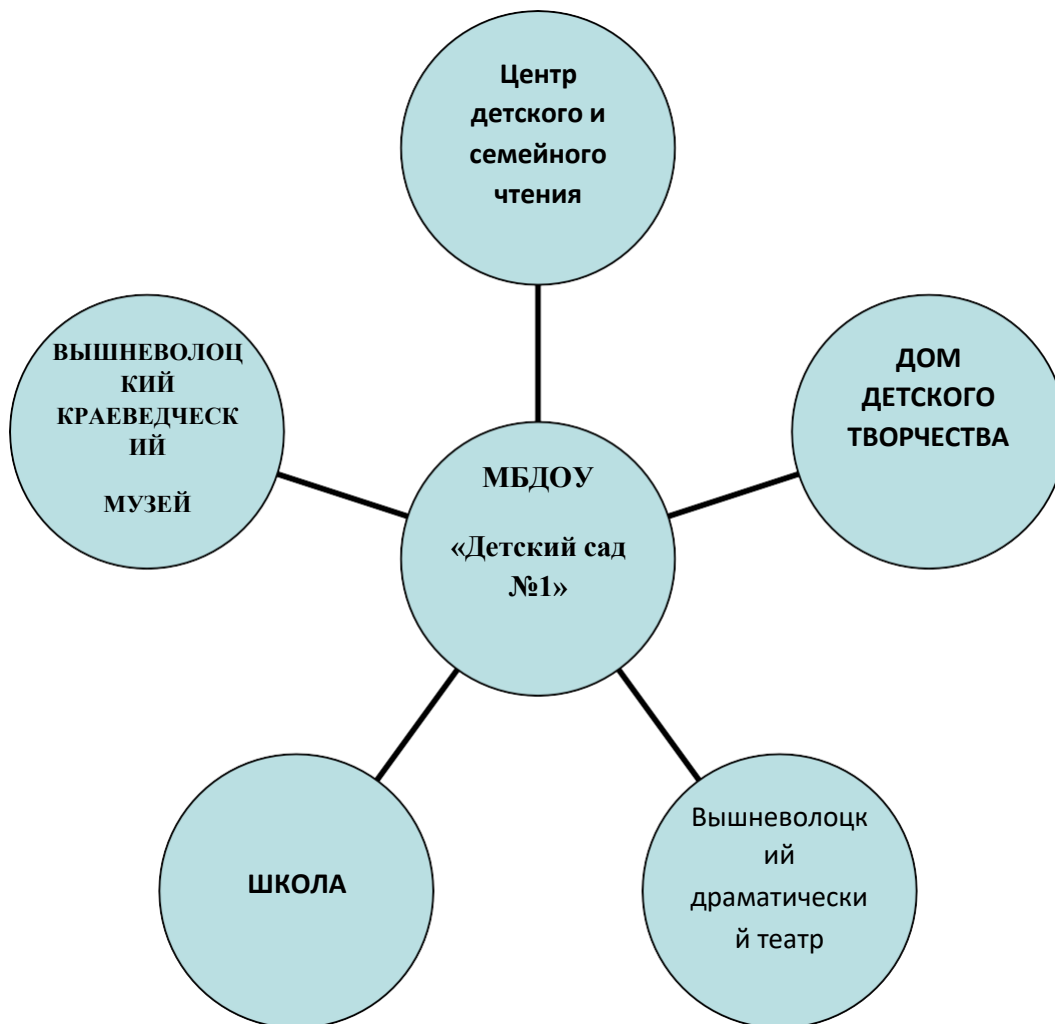 Центр
детского и
семейного
чтения
ВЫШНЕВОЛОЦ
КИЙ
КРАЕВЕДЧЕСК
ИЙ
МУЗЕЙ
ДОМ
ДЕТСКОГО
ТВОРЧЕСТВА
МБДОУ
«Детский сад
№1»
ШКОЛА
Вышневолоцк
ий
драматически
й театр